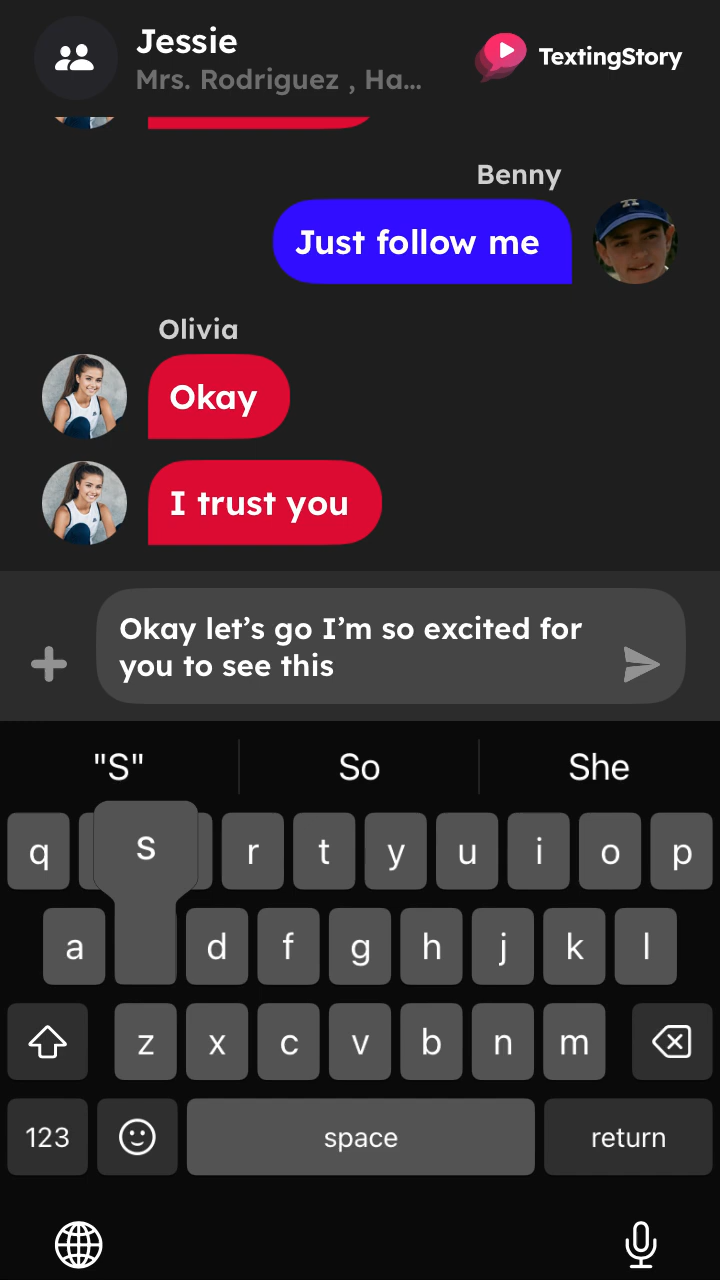 Jessie
Mrs. Rodriguez , Ha...
TextingStory
Benny
Just follow me
Olivia
Okay
I trust you
Okay let’s go I’m so excited for
you to see this
"S" So She
q s r t y u i o p
a d f g h j k l
z x c v b n m
123 space return